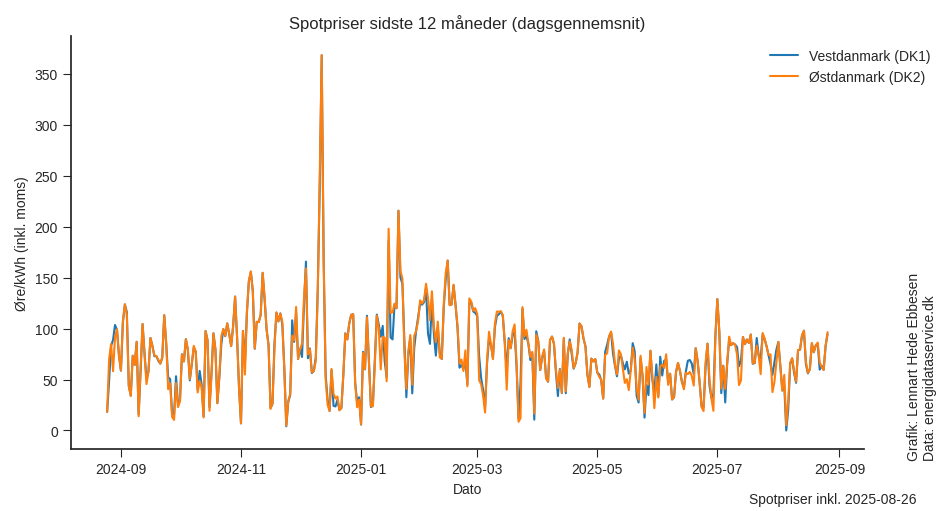 Spotpriser sidste 12 måneder (dagsgennemsnit)
Vestdanmark (DK1)
Østdanmark (DK2)
Øre/kWh (inkl. moms)
350
300
250
200
150
100
50
0
2024-09
2024-11
2025-01
2025-03
2025-05
2025-07
2025-09
Dato
Grafik: Lennart Hede Ebbesen
Data: energidataservice.dk
Spotpriser inkl. 2025-08-26